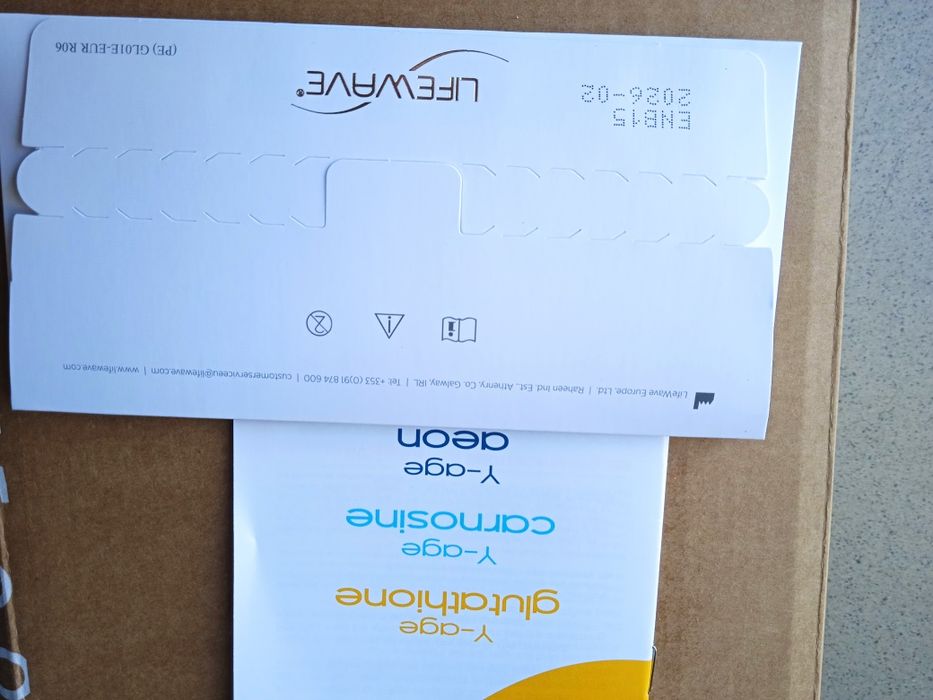 Y-age
glutathione
Y-age
carnosine
Y-age
aeon
LifeWave Europe, Ltd. | Raheen Ind. Est., Athenry, Co. Galway, IRL | Tel: +353 (0)91 874 600 | customerserviceeu@lifewave.com | www.lifewave.com
ENB15
2026-02
LIFEWAVE®
(PE) GL01E-EUR R06